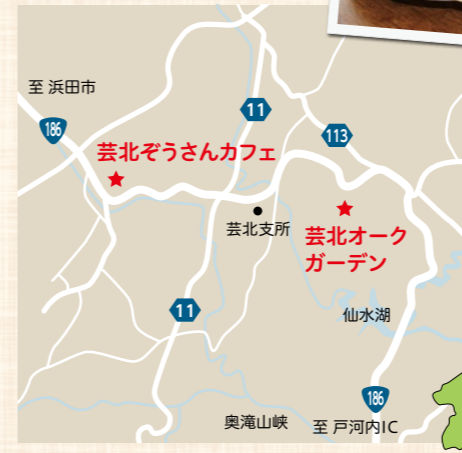 至 浜田市
186
11
113
芸北ぞうさんカフェ
芸北支所
芸北オーク
ガーデン
11
仙水湖
186
奥滝山峡
至 戸河内IC